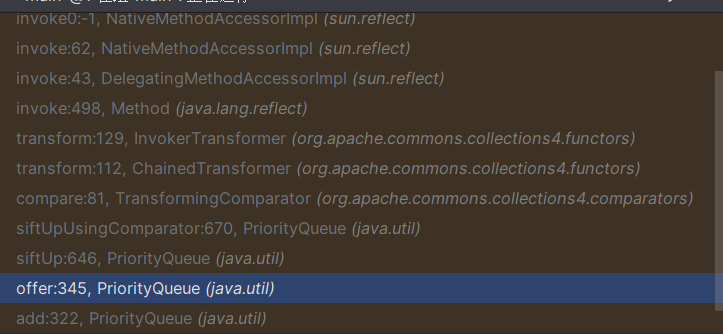 invoke0:-1, NativeMethodAccessorImpl (sun.reflect)
invoke:62, NativeMethodAccessorImpl (sun.reflect)
invoke:43, DelegatingMethodAccessorImpl (sun.reflect)
invoke:498, Method (java.lang.reflect)
transform:129, InvokerTransformer (org.apache.commons.collections4.functors)
transform:112, ChainedTransformer (org.apache.commons.collections4.functors)
compare:81, TransformingComparator (org.apache.commons.collections4.comparators)
siftUpUsingComparator:670, PriorityQueue (java.util)
siftUp:646, PriorityQueue (java.util)
offer:345, PriorityQueue (java.util)
add:322, PriorityQueue (java.util)